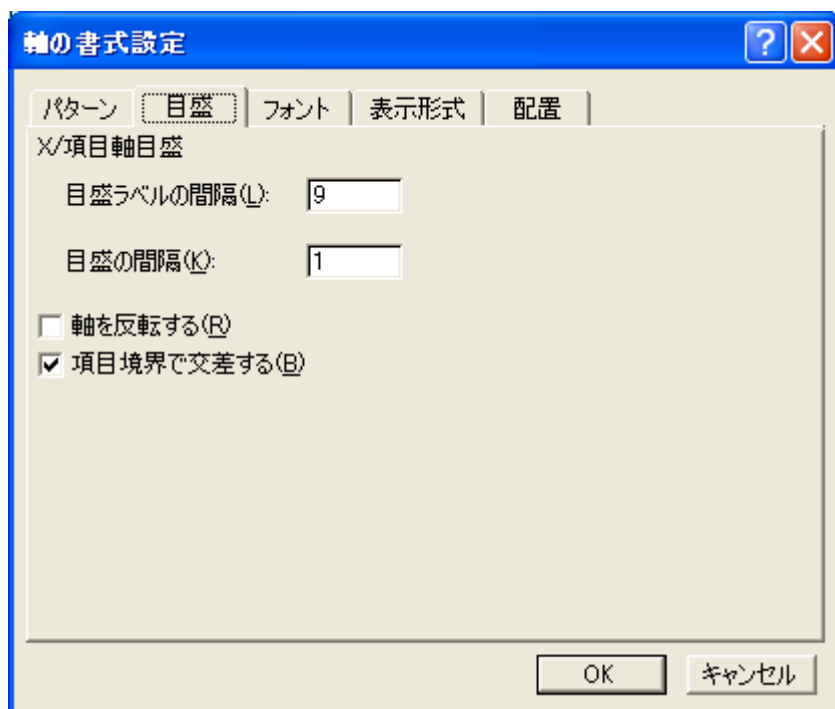 軸の書式設定
パターン 目盛 フォント 表示形式 配置
X/項目軸目盛
目盛ラベルの間隔(L): 9
目盛の間隔(K): 1
軸を反転する(R)
項目境界で交差する(B)
OK キャンセル